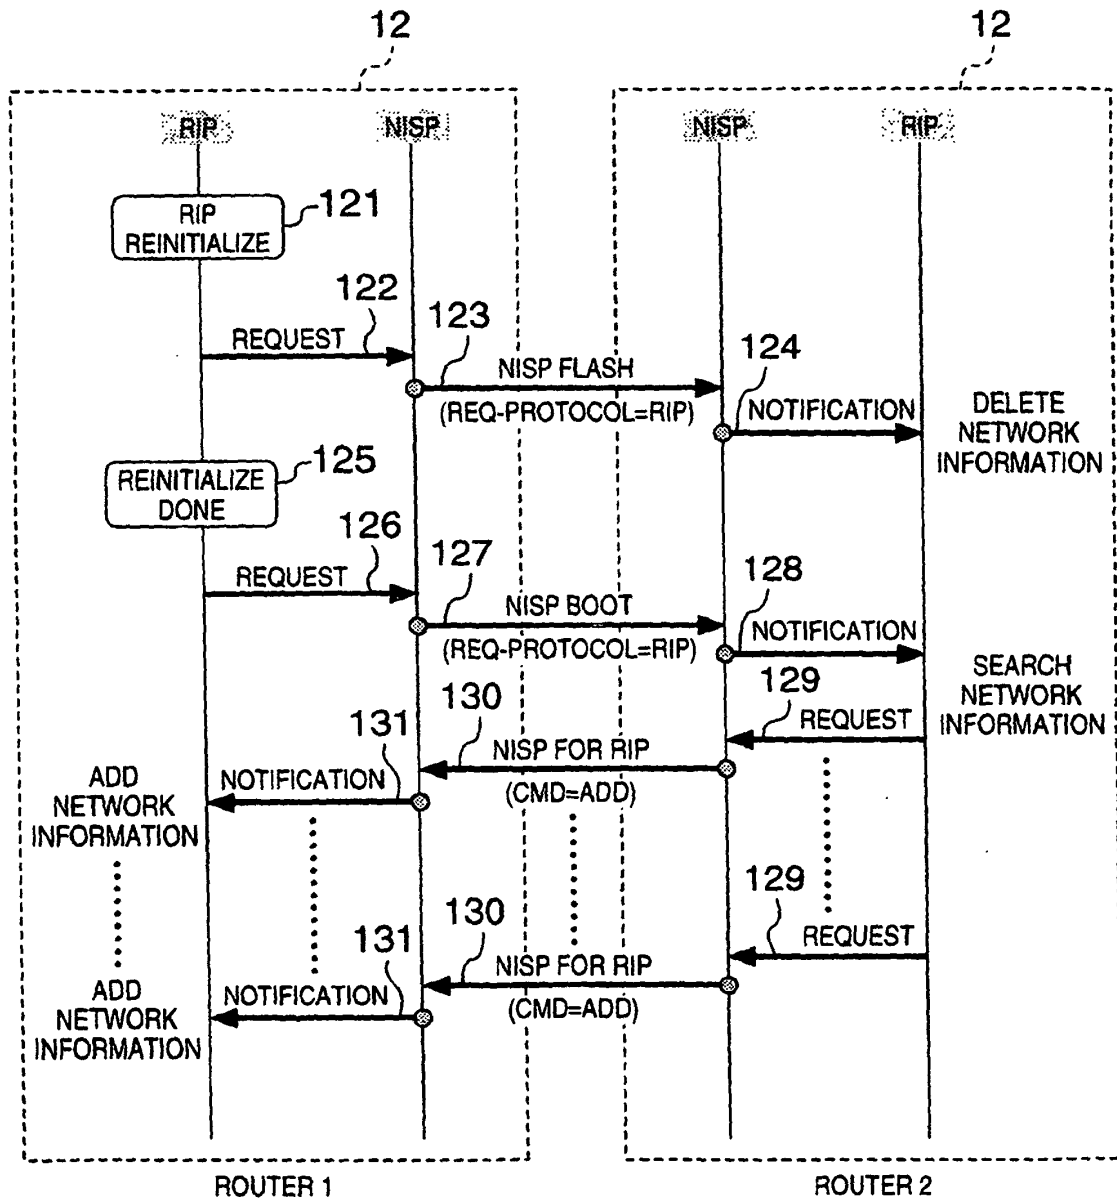 12
12
RIP
NISP
NISP
RIP
121
RIP
REINITIALIZE
122
REQUEST
123
NISP FLASH
(REQ-PROTOCOL=RIP)
124
NOTIFICATION
DELETE
NETWORK
INFORMATION
125
REINITIALIZE
DONE
126
REQUEST
127
NISP BOOT
(REQ-PROTOCOL=RIP)
128
NOTIFICATION
SEARCH
NETWORK
INFORMATION
129
REQUEST
130
NISP FOR RIP
(CMD=ADD)
131
NOTIFICATION
ADD
NETWORK
INFORMATION
129
REQUEST
130
NISP FOR RIP
(CMD=ADD)
131
NOTIFICATION
ADD
NETWORK
INFORMATION
ROUTER 1
ROUTER 2